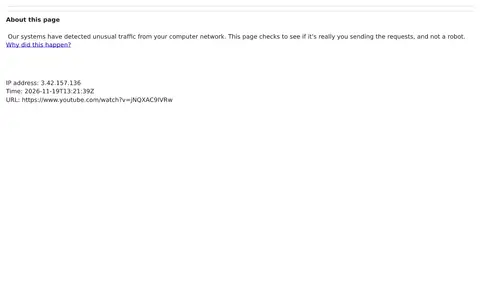 About this page
Our systems have detected unusual traffic from your computer network. This page checks to see if it's really you sending the requests, and not a robot.
Why did this happen?
IP address: 3.42.157.136
Time: 2026-11-19T13:21:39Z
URL: https://www.youtube.com/watch?v=jNQXAC9IVRw